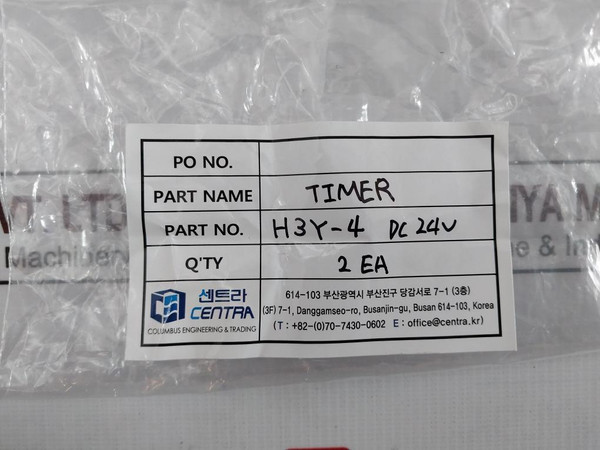 PO NO.
PART NAME TIMER
PART NO. H3Y-4 DC 24V
Q'TY 2 EA
센트라
CENTRA
COLUMBUS ENGINEERING & TRADING
614-103 부산광역시 부산진구 당감서로 7-1 (3층)
(3F) 7-1, Danggamseo-ro, Busanjin-gu, Busan 614-103, Korea
(T : +82-(0)70-7430-0602 E : office@centra.kr)
LTD
IYA M
Machinery
e & In